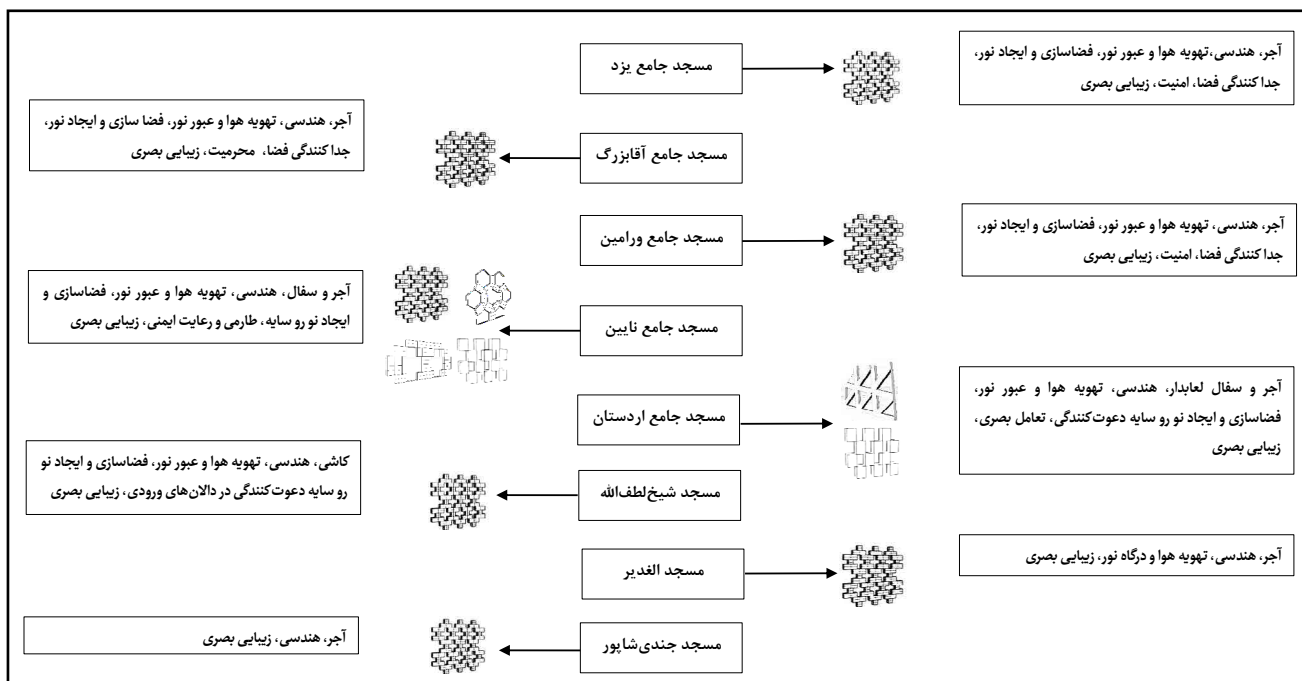 مسجد جامع یزد
آجر، هندسی،تهویه هوا و عبور نور، فضاسازی و ایجاد نور،
جدا کنندگی فضا، امنیت، زیبایی بصری
مسجد جامع آقابزرگ
آجر، هندسی، تهویه هوا و عبور نور، فضا سازی و ایجاد نور،
جدا کنندگی فضا، محرمیت، زیبایی بصری
مسجد جامع ورامین
آجر، هندسی، تهویه هوا و عبور نور، فضاسازی و ایجاد نور،
جدا کنندگی فضا، امنیت، زیبایی بصری
مسجد جامع نایین
آجر و سفال، هندسی، تهویه هوا و عبور نور، فضاسازی و
ایجاد نو رو سایه، طارمی و رعایت ایمنی، زیبایی بصری
مسجد جامع اردستان
آجر و سفال لعابدار، هندسی، تهویه هوا و عبور نور،
فضاسازی و ایجاد نو رو سایه دعوت‌کنندگی، تعامل بصری،
زیبایی بصری
مسجد شیخ‌لطف‌الله
کاشی، هندسی، تهویه هوا و عبور نور، فضاسازی و ایجاد نو
رو سایه دعوت‌کنندگی در دالان‌های ورودی، زیبایی بصری
مسجد الغدیر
آجر، هندسی، تهویه هوا و درگاه نور، زیبایی بصری
مسجد جندی‌شاپور
آجر، هندسی، زیبایی بصری